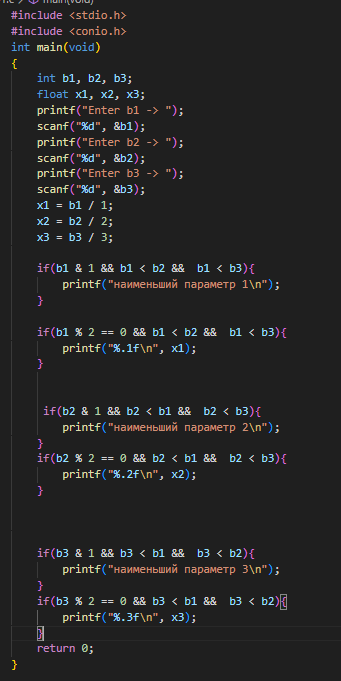 main(void)
#include <stdio.h>
#include <conio.h>
int main(void)
{
    int b1, b2, b3;
    float x1, x2, x3;
    printf("Enter b1 -> ");
    scanf("%d", &b1);
    printf("Enter b2 -> ");
    scanf("%d", &b2);
    printf("Enter b3 -> ");
    scanf("%d", &b3);
    x1 = b1 / 1;
    x2 = b2 / 2;
    x3 = b3 / 3;
    if(b1 & 1 && b1 < b2 &&  b1 < b3){
        printf("наименьший параметр 1\n");
    }
    if(b1 % 2 == 0 && b1 < b2 &&  b1 < b3){
        printf("%.1f\n", x1);
    }
     if(b2 & 1 && b2 < b1 &&  b2 < b3){
        printf("наименьший параметр 2\n");
    }
    if(b2 % 2 == 0 && b2 < b1 &&  b2 < b3){
        printf("%.2f\n", x2);
    }
    if(b3 & 1 && b3 < b1 &&  b3 < b2){
        printf("наименьший параметр 3\n");
    }
    if(b3 % 2 == 0 && b3 < b1 &&  b3 < b2){
        printf("%.3f\n", x3);
    }
    return 0;
}